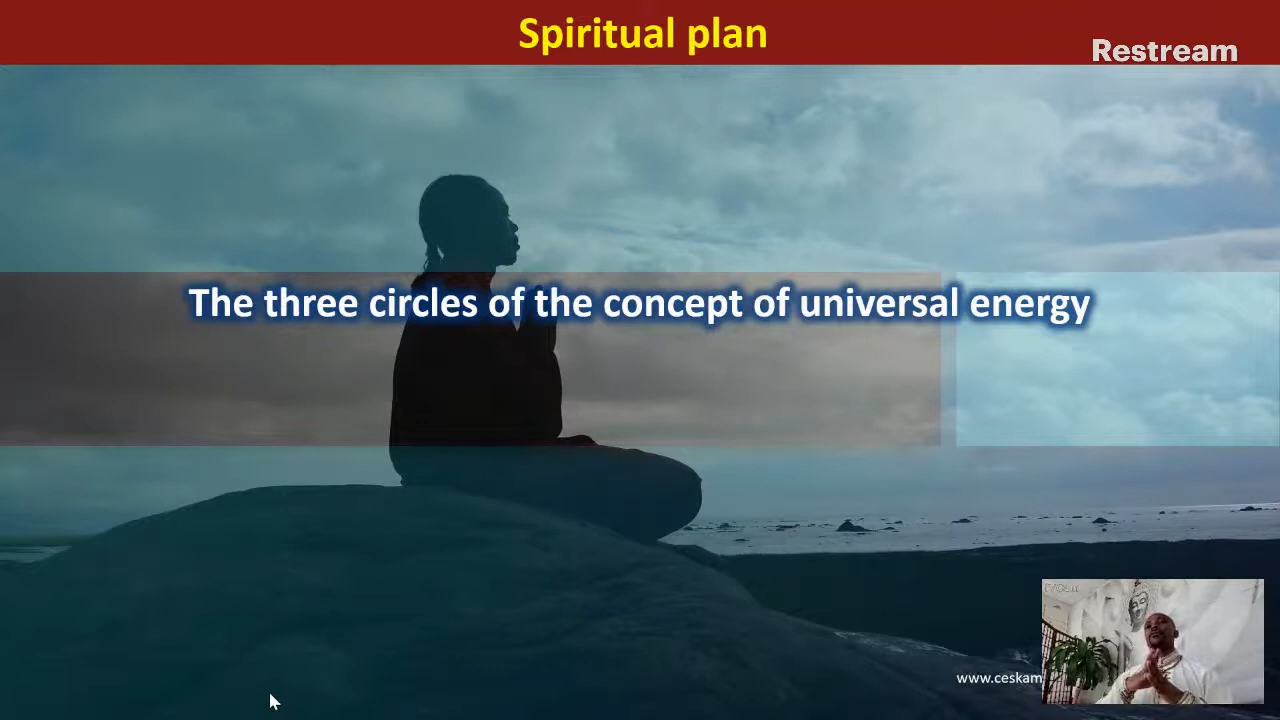 Spiritual plan
Restream
The three circles of the concept of universal energy
www.ceskam